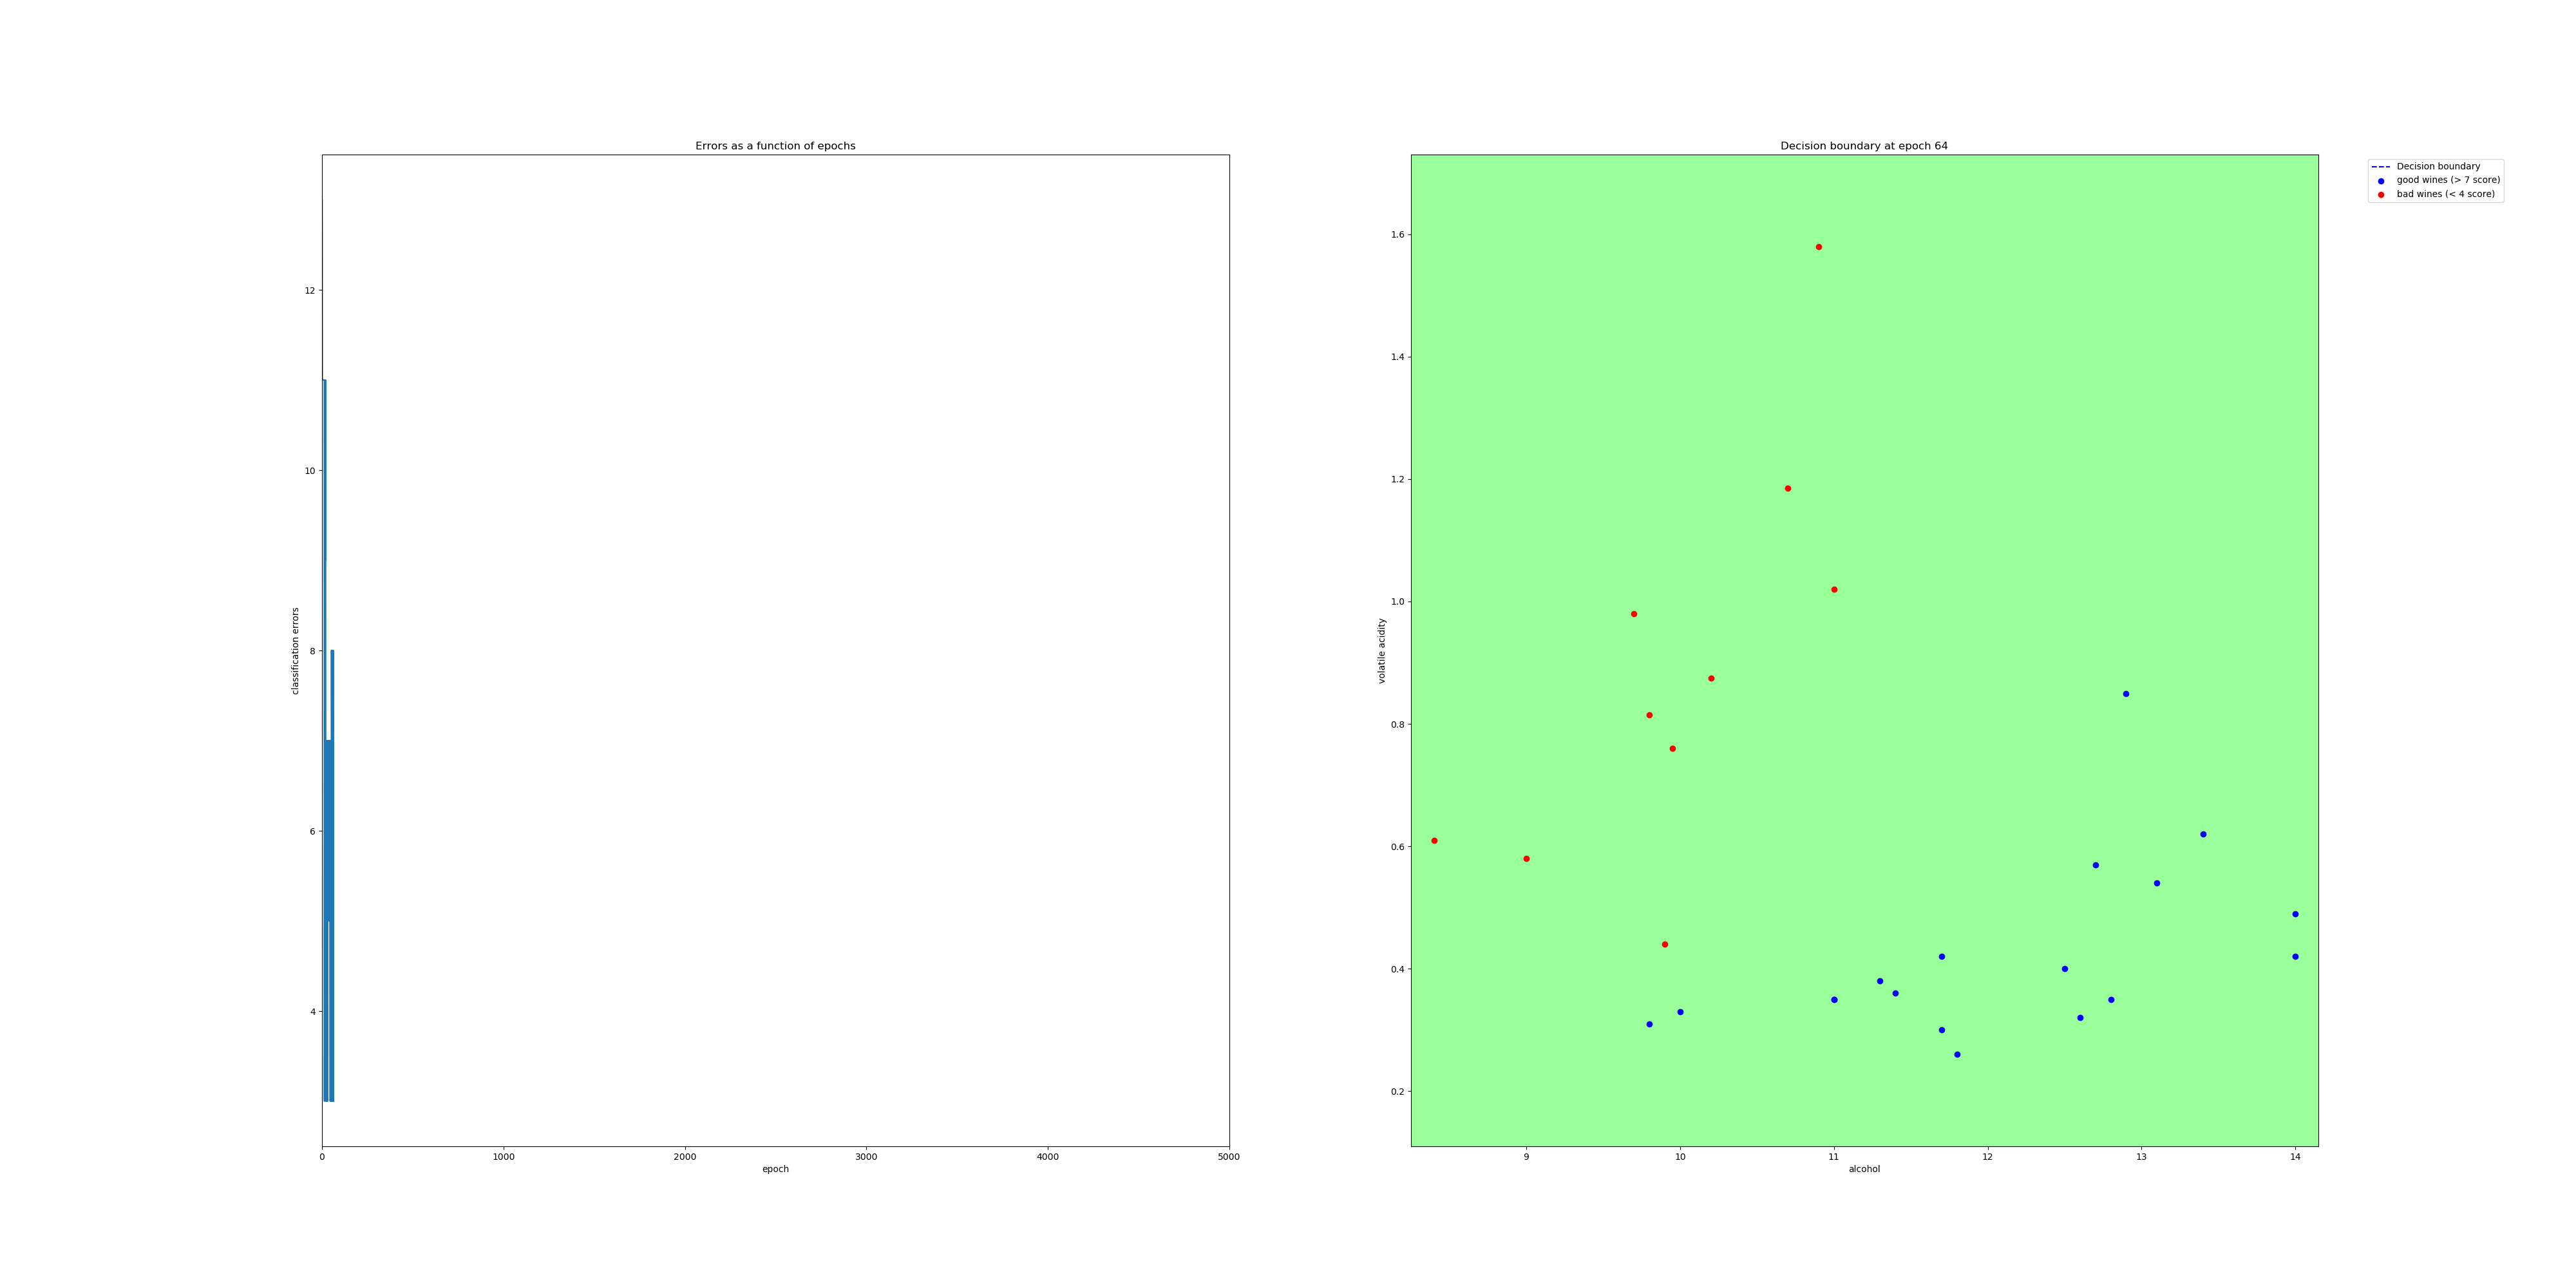 Errors as a function of epochs
12
10
8
6
4
classification errors
0 1000 2000 3000 4000 5000
epoch
Decision boundary at epoch 64
1.6
1.4
1.2
1.0
0.8
0.6
0.4
0.2
volatile acidity
9 10 11 12 13 14
alcohol
Decision boundary
good wines (> 7 score)
bad wines (< 4 score)